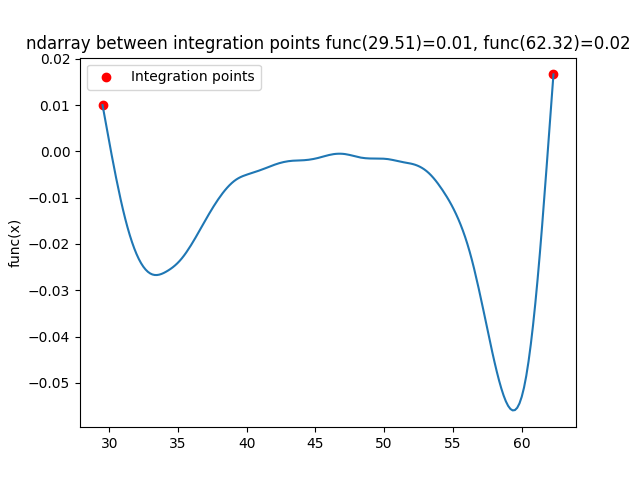 ndarray between integration points func(29.51)=0.01, func(62.32)=0.02
Integration points
func(x)
0.02
0.01
0.00
−0.01
−0.02
−0.03
−0.04
−0.05
30 35 40 45 50 55 60